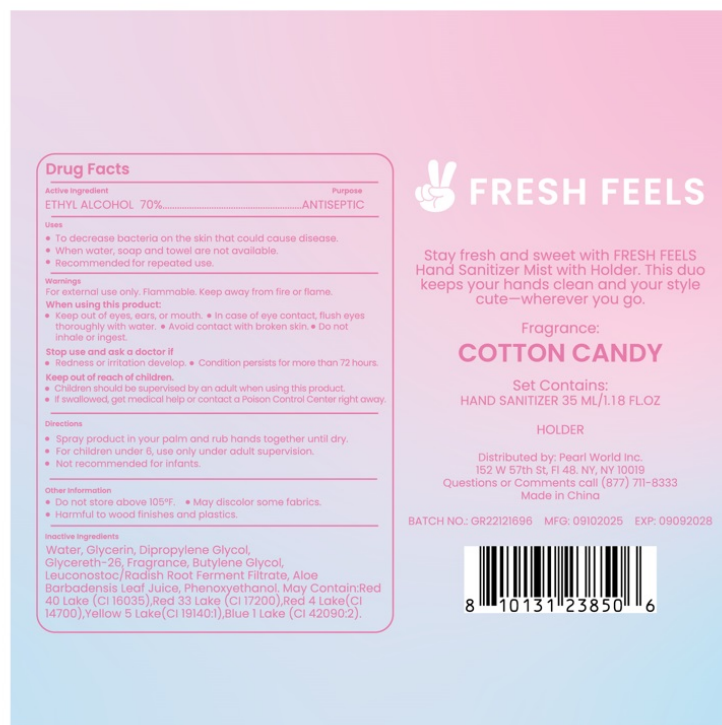 Drug Facts
Active Ingredient Purpose
ETHYL ALCOHOL 70%......................................................ANTISEPTIC
Uses
• To decrease bacteria on the skin that could cause disease.
• When water, soap and towel are not available.
• Recommended for repeated use.
Warnings
For external use only. Flammable. Keep away from fire or flame.
When using this product:
• Keep out of eyes, ears, or mouth. • In case of eye contact, flush eyes
thoroughly with water. • Avoid contact with broken skin. • Do not
inhale or ingest.
Stop use and ask a doctor if
• Redness or irritation develop. • Condition persists for more than 72 hours.
Keep out of reach of children.
• Children should be supervised by an adult when using this product.
• If swallowed, get medical help or contact a Poison Control Center right away.
Directions
• Spray product in your palm and rub hands together until dry.
• For children under 6, use only under adult supervision.
• Not recommended for infants.
Other Information
• Do not store above 105°F. • May discolor some fabrics.
• Harmful to wood finishes and plastics.
Inactive Ingredients
Water, Glycerin, Dipropylene Glycol,
Glycereth-26, Fragrance, Butylene Glycol,
Leuconostoc/Radish Root Ferment Filtrate, Aloe
Barbadensis Leaf Juice, Phenoxyethanol. May Contain:Red
40 Lake (CI 16035),Red 33 Lake (CI 17200),Red 4 Lake(CI
14700),Yellow 5 Lake(CI 19140:1),Blue 1 Lake (CI 42090:2).
FRESH FEELS
Stay fresh and sweet with FRESH FEELS
Hand Sanitizer Mist with Holder. This duo
keeps your hands clean and your style
cute—wherever you go.
Fragrance:
COTTON CANDY
Set Contains:
HAND SANITIZER 35 ML/1.18 FL.OZ
HOLDER
Distributed by: Pearl World Inc.
152 W 57th St, Fl 48. NY, NY 10019
Questions or Comments call (877) 711-8333
Made in China
BATCH NO.: GR22121696 MFG: 09102025 EXP: 09092028
8 10131 23850 6